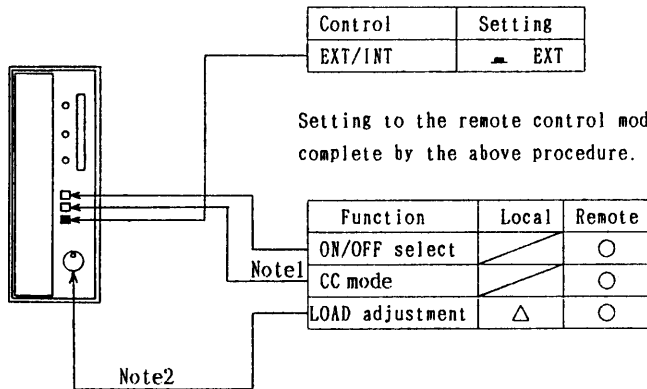 Control Setting
EXT/INT EXT
Setting to the remote control mod
complete by the above procedure.
Function Local Remote
ON/OFF select ○
Note1
CC mode ○
LOAD adjustment △ ○
Note2